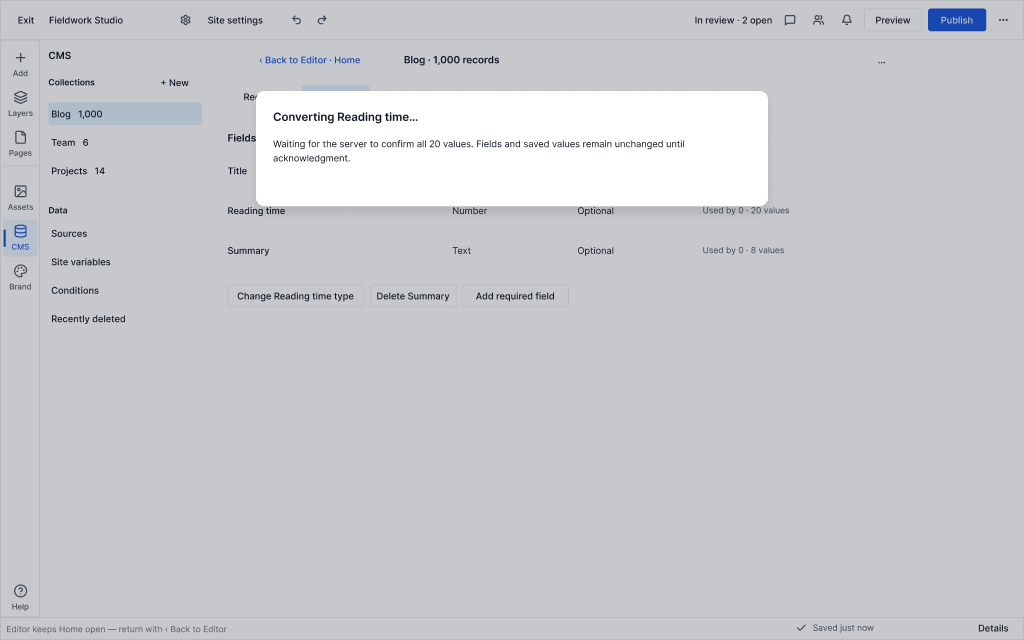 Exit Fieldwork Studio Site settings In review · 2 open Preview Publish ···
Add
Layers
Pages
Assets
CMS
Brand
Help
CMS
Collections + New
Blog 1,000
Team 6
Projects 14
Data
Sources
Site variables
Conditions
Recently deleted
‹ Back to Editor · Home Blog · 1,000 records ...
Fields
Title
Reading time Number Optional Used by 0 · 20 values
Summary Text Optional Used by 0 · 8 values
Change Reading time type Delete Summary Add required field
Converting Reading time…
Waiting for the server to confirm all 20 values. Fields and saved values remain unchanged until
acknowledgment.
Editor keeps Home open — return with ‹ Back to Editor Saved just now Details